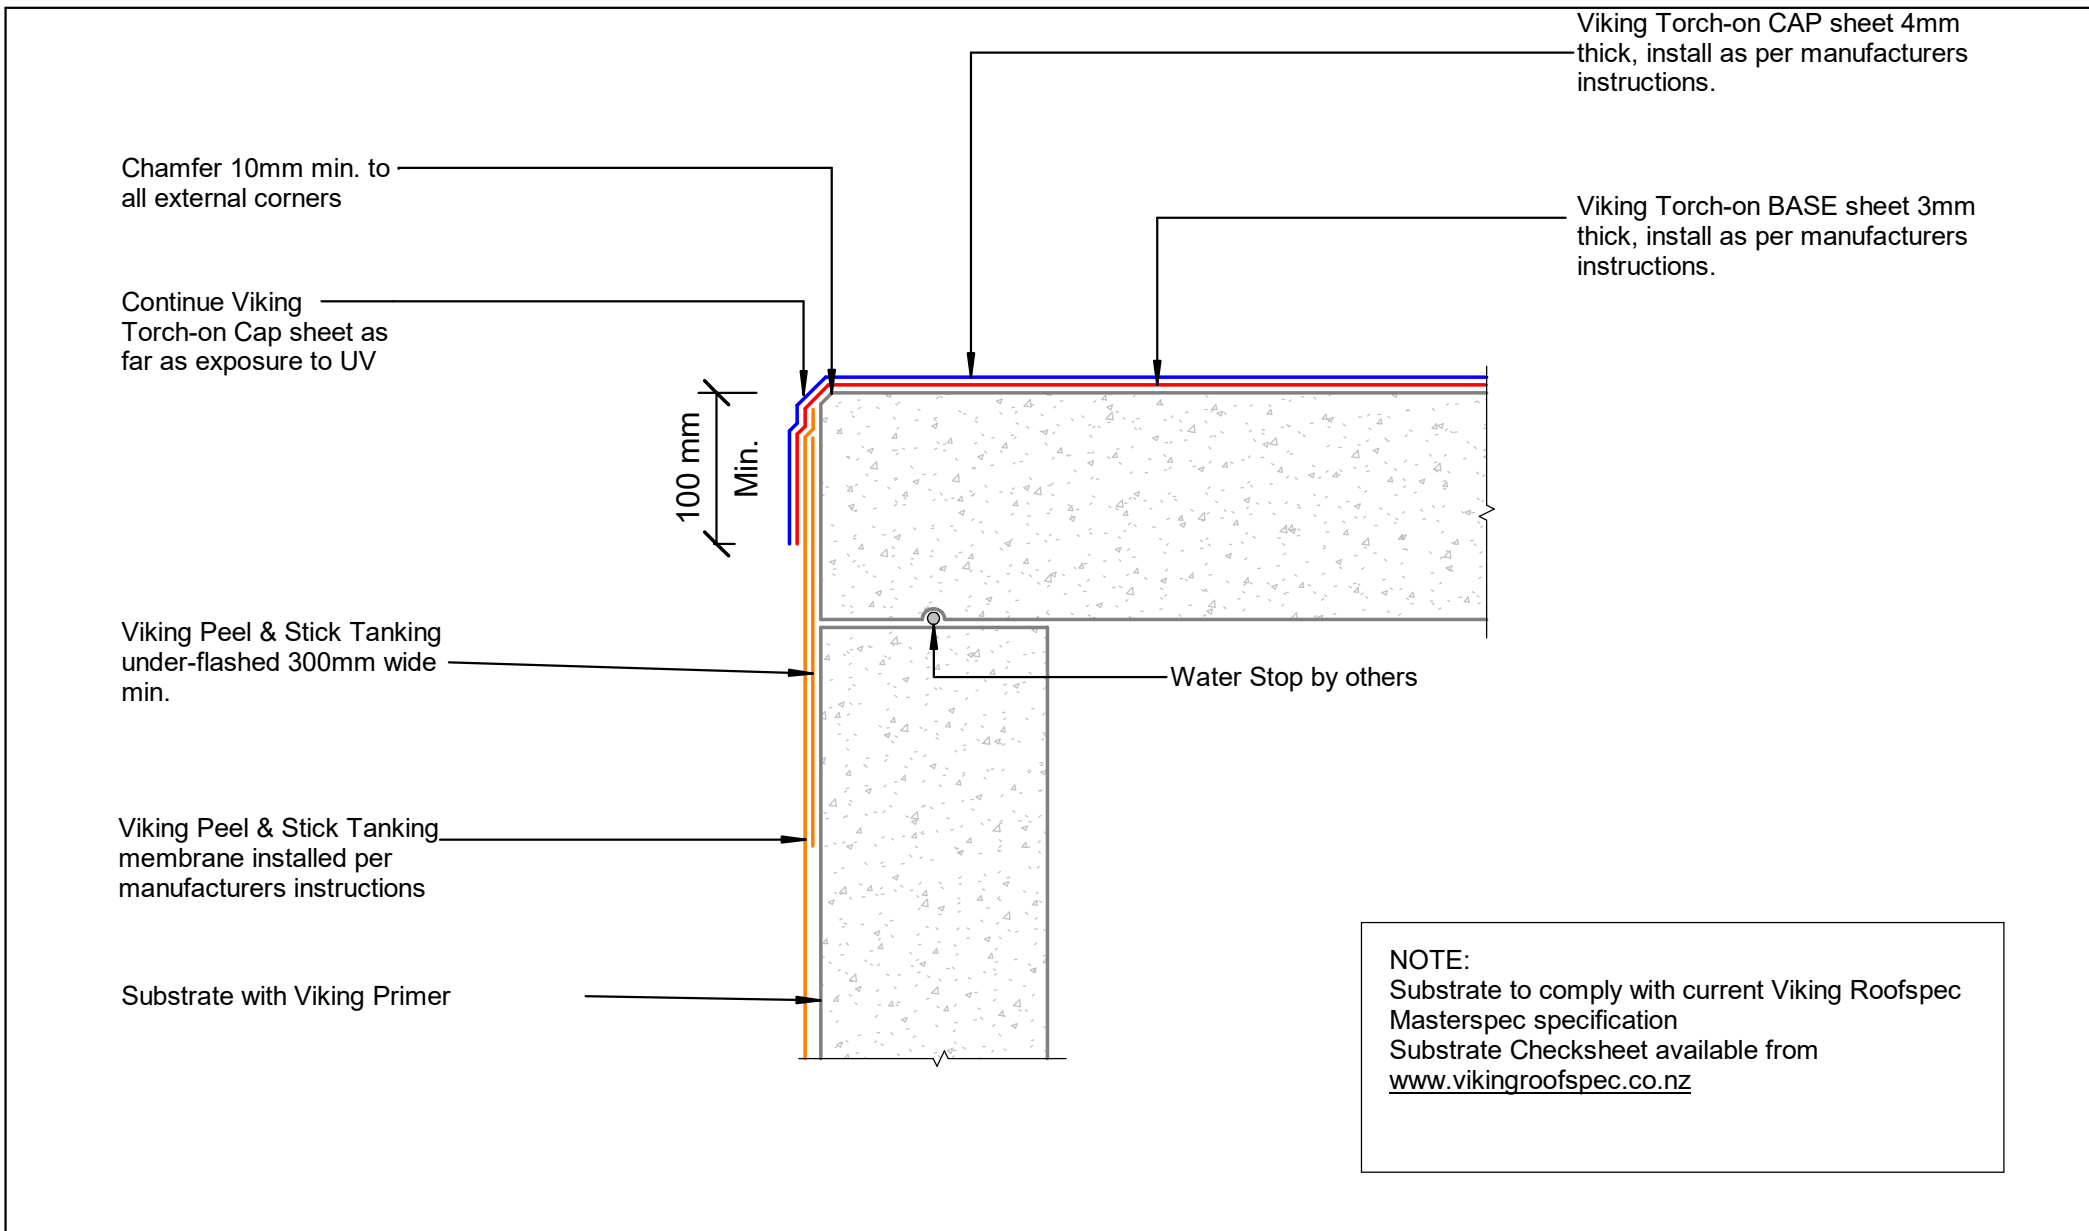 Viking Torch-on CAP sheet 4mm
thick, install as per manufacturers
instructions.
Chamfer 10mm min. to
all external corners
Viking Torch-on BASE sheet 3mm
thick, install as per manufacturers
instructions.
Continue Viking
Torch-on Cap sheet as
far as exposure to UV
100 mm
Min.
Viking Peel & Stick Tanking
under-flashed 300mm wide
min.
Water Stop by others
Viking Peel & Stick Tanking
membrane installed per
manufacturers instructions
Substrate with Viking Primer
NOTE:
Substrate to comply with current Viking Roofspec
Masterspec specification
Substrate Checksheet available from
www.vikingroofspec.co.nz